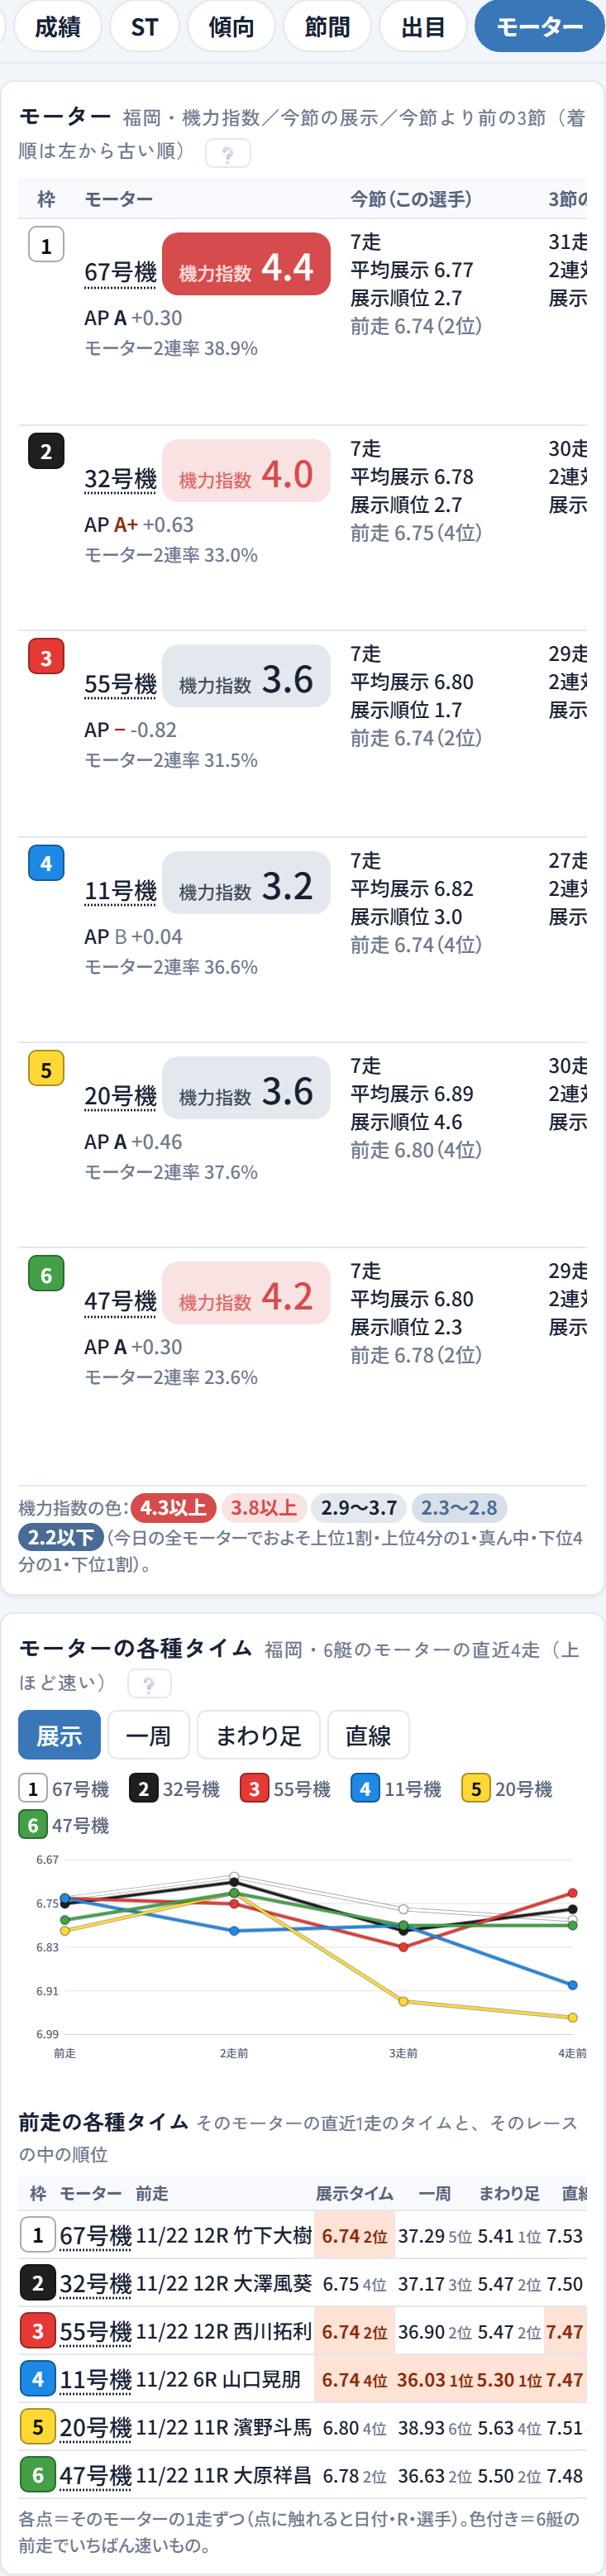 成績 ST 傾向 節間 出目 モーター
モーター 福岡・機力指数／今節の展示／今節より前の3節（着
順は左から古い順） ?
枠 モーター 今節（この選手） 3節の
1 67号機 機力指数 4.4
AP A +0.30
モーター2連率 38.9%
7走
平均展示 6.77
展示順位 2.7
前走 6.74（2位）
31走
2連対
展示
2 32号機 機力指数 4.0
AP A+ +0.63
モーター2連率 33.0%
7走
平均展示 6.78
展示順位 2.7
前走 6.75（4位）
30走
2連対
展示
3 55号機 機力指数 3.6
AP − -0.82
モーター2連率 31.5%
7走
平均展示 6.80
展示順位 1.7
前走 6.74（2位）
29走
2連対
展示
4 11号機 機力指数 3.2
AP B +0.04
モーター2連率 36.6%
7走
平均展示 6.82
展示順位 3.0
前走 6.74（4位）
27走
2連対
展示
5 20号機 機力指数 3.6
AP A +0.46
モーター2連率 37.6%
7走
平均展示 6.89
展示順位 4.6
前走 6.80（4位）
30走
2連対
展示
6 47号機 機力指数 4.2
AP A +0.30
モーター2連率 23.6%
7走
平均展示 6.80
展示順位 2.3
前走 6.78（2位）
29走
2連対
展示
機力指数の色： 4.3以上 3.8以上 2.9〜3.7 2.3〜2.8
2.2以下 （今日の全モーターでおよそ上位1割・上位4分の1・真ん中・下位4
分の1・下位1割）。
モーターの各種タイム 福岡・6艇のモーターの直近4走（上
ほど速い） ?
展示 一周 まわり足 直線
1 67号機 2 32号機 3 55号機 4 11号機 5 20号機
6 47号機
6.67
6.75
6.83
6.91
6.99
前走 2走前 3走前 4走前
前走の各種タイム そのモーターの直近1走のタイムと、そのレース
の中の順位
枠 モーター 前走 展示タイム 一周 まわり足 直線
1 67号機 11/22 12R 竹下大樹 6.74 2位 37.29 5位 5.41 1位 7.53
2 32号機 11/22 12R 大澤風葵 6.75 4位 37.17 3位 5.47 2位 7.50
3 55号機 11/22 12R 西川拓利 6.74 2位 36.90 2位 5.47 2位 7.47
4 11号機 11/22 6R 山口晃朋 6.74 4位 36.03 1位 5.30 1位 7.47
5 20号機 11/22 11R 濱野斗馬 6.80 4位 38.93 6位 5.63 4位 7.51
6 47号機 11/22 11R 大原祥昌 6.78 2位 36.63 2位 5.50 2位 7.48
各点＝そのモーターの1走ずつ（点に触れると日付・R・選手）。色付き＝6艇の
前走でいちばん速いもの。